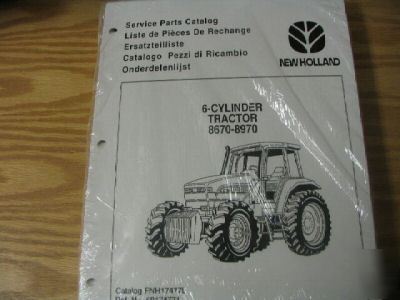 Service Parts Catalog
Liste de Pièces De Rechange
Ersatzteilliste
Catalogo Pezzi di Ricambio
Onderdelenlijst
NEW HOLLAND
6-CYLINDER
TRACTOR
8670-8970
Catalog